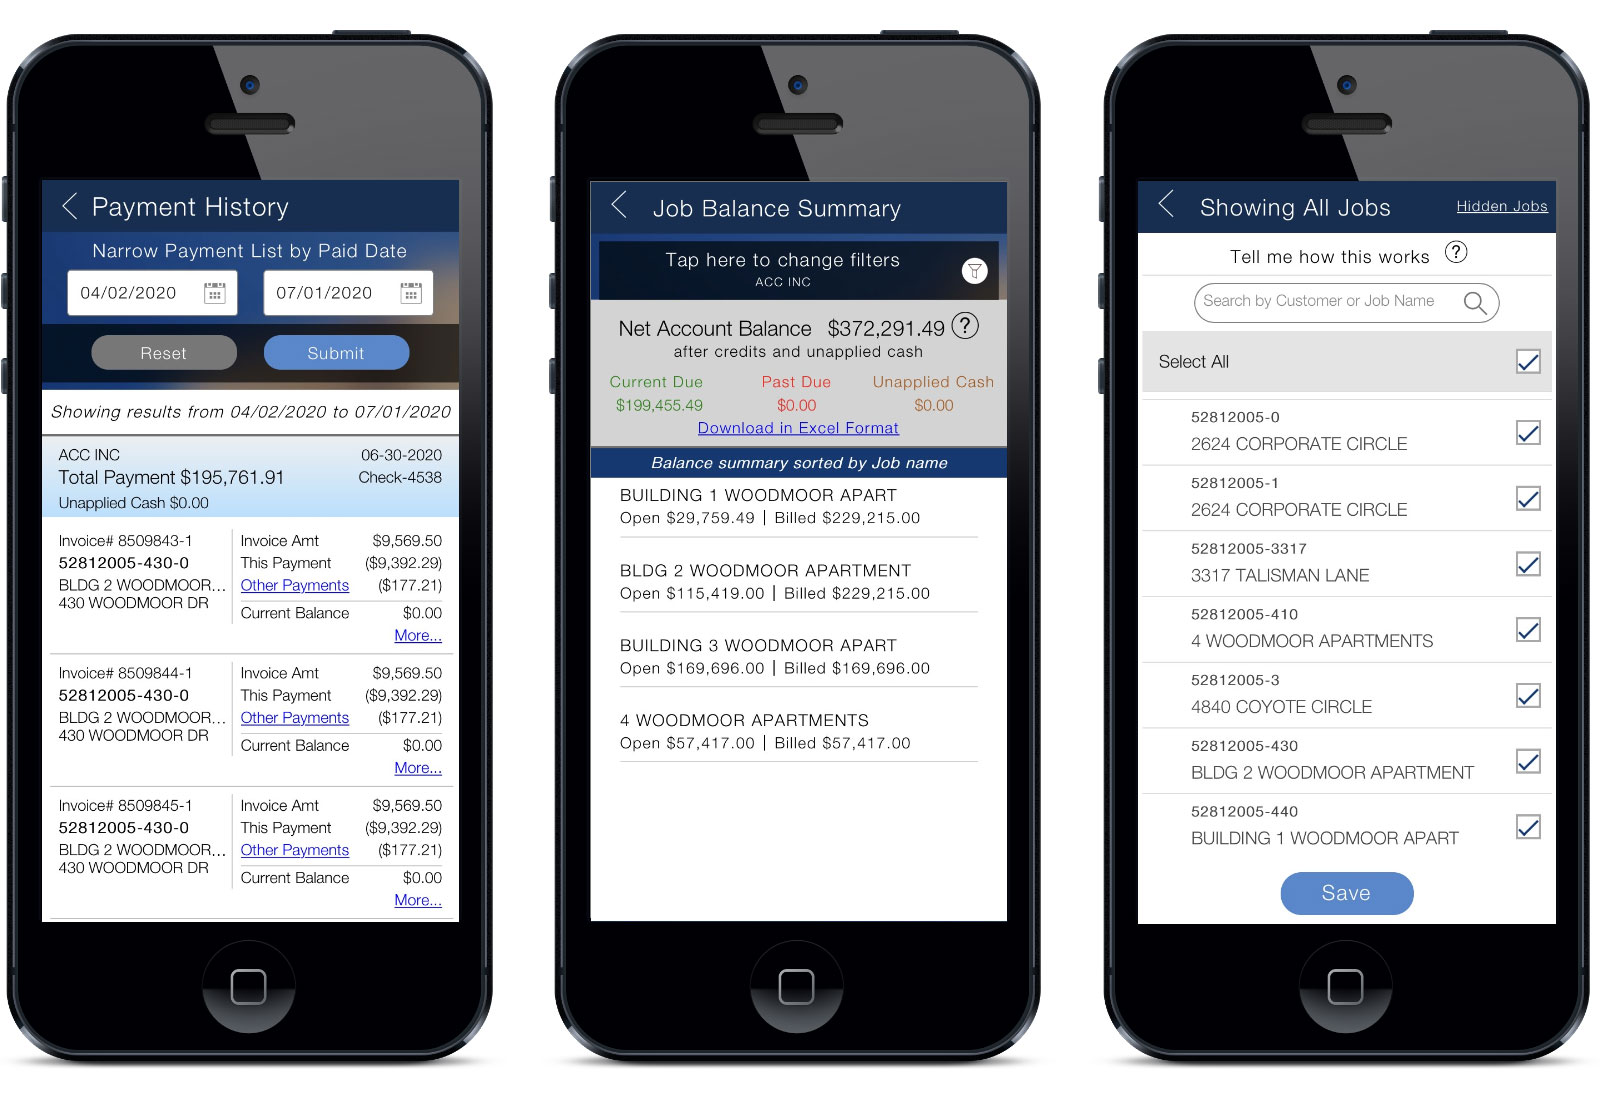 Payment History
Narrow Payment List by Paid Date
04/02/2020 07/01/2020
Reset Submit
Showing results from 04/02/2020 to 07/01/2020
ACC INC 06-30-2020
Total Payment $195,761.91 Check-4538
Unapplied Cash $0.00
Invoice# 8509843-1 Invoice Amt $9,569.50
52812005-430-0 This Payment ($9,392.29)
BLDG 2 WOODMOOR... Other Payments ($177.21)
430 WOODMOOR DR Current Balance $0.00
More...
Invoice# 8509844-1 Invoice Amt $9,569.50
52812005-430-0 This Payment ($9,392.29)
BLDG 2 WOODMOOR... Other Payments ($177.21)
430 WOODMOOR DR Current Balance $0.00
More...
Invoice# 8509845-1 Invoice Amt $9,569.50
52812005-430-0 This Payment ($9,392.29)
BLDG 2 WOODMOOR... Other Payments ($177.21)
430 WOODMOOR DR Current Balance $0.00
More...
Job Balance Summary
Tap here to change filters
ACC INC
Net Account Balance $372,291.49 ?
after credits and unapplied cash
Current Due Past Due Unapplied Cash
$199,455.49 $0.00 $0.00
Download in Excel Format
Balance summary sorted by Job name
BUILDING 1 WOODMOOR APART
Open $29,759.49 | Billed $229,215.00
BLDG 2 WOODMOOR APARTMENT
Open $115,419.00 | Billed $229,215.00
BUILDING 3 WOODMOOR APART
Open $169,696.00 | Billed $169,696.00
4 WOODMOOR APARTMENTS
Open $57,417.00 | Billed $57,417.00
Showing All Jobs Hidden Jobs
Tell me how this works ?
Search by Customer or Job Name
Select All
52812005-0
2624 CORPORATE CIRCLE
52812005-1
2624 CORPORATE CIRCLE
52812005-3317
3317 TALISMAN LANE
52812005-410
4 WOODMOOR APARTMENTS
52812005-3
4840 COYOTE CIRCLE
52812005-430
BLDG 2 WOODMOOR APARTMENT
52812005-440
BUILDING 1 WOODMOOR APART
Save